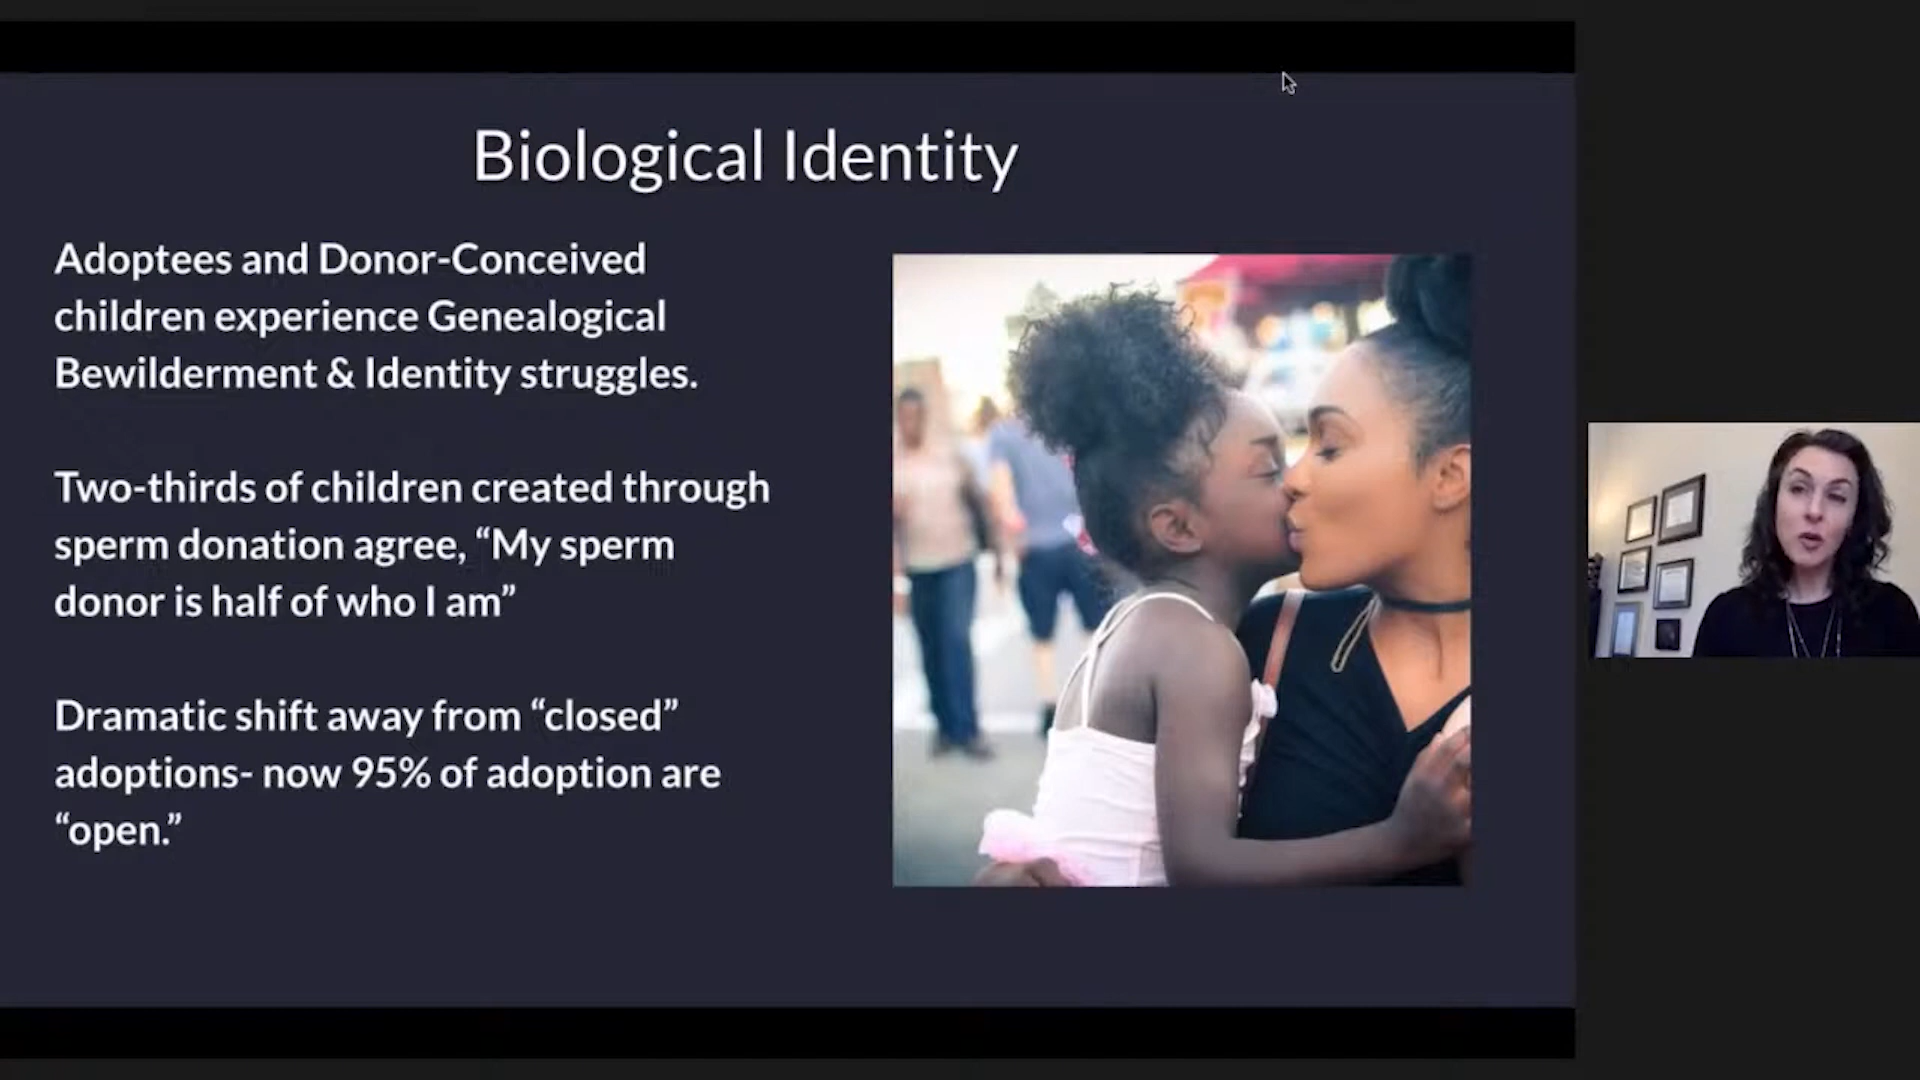 Biological Identity
Adoptees and Donor-Conceived
children experience Genealogical
Bewilderment & Identity struggles.
Two-thirds of children created through
sperm donation agree, “My sperm
donor is half of who I am”
Dramatic shift away from “closed”
adoptions- now 95% of adoption are
“open.”